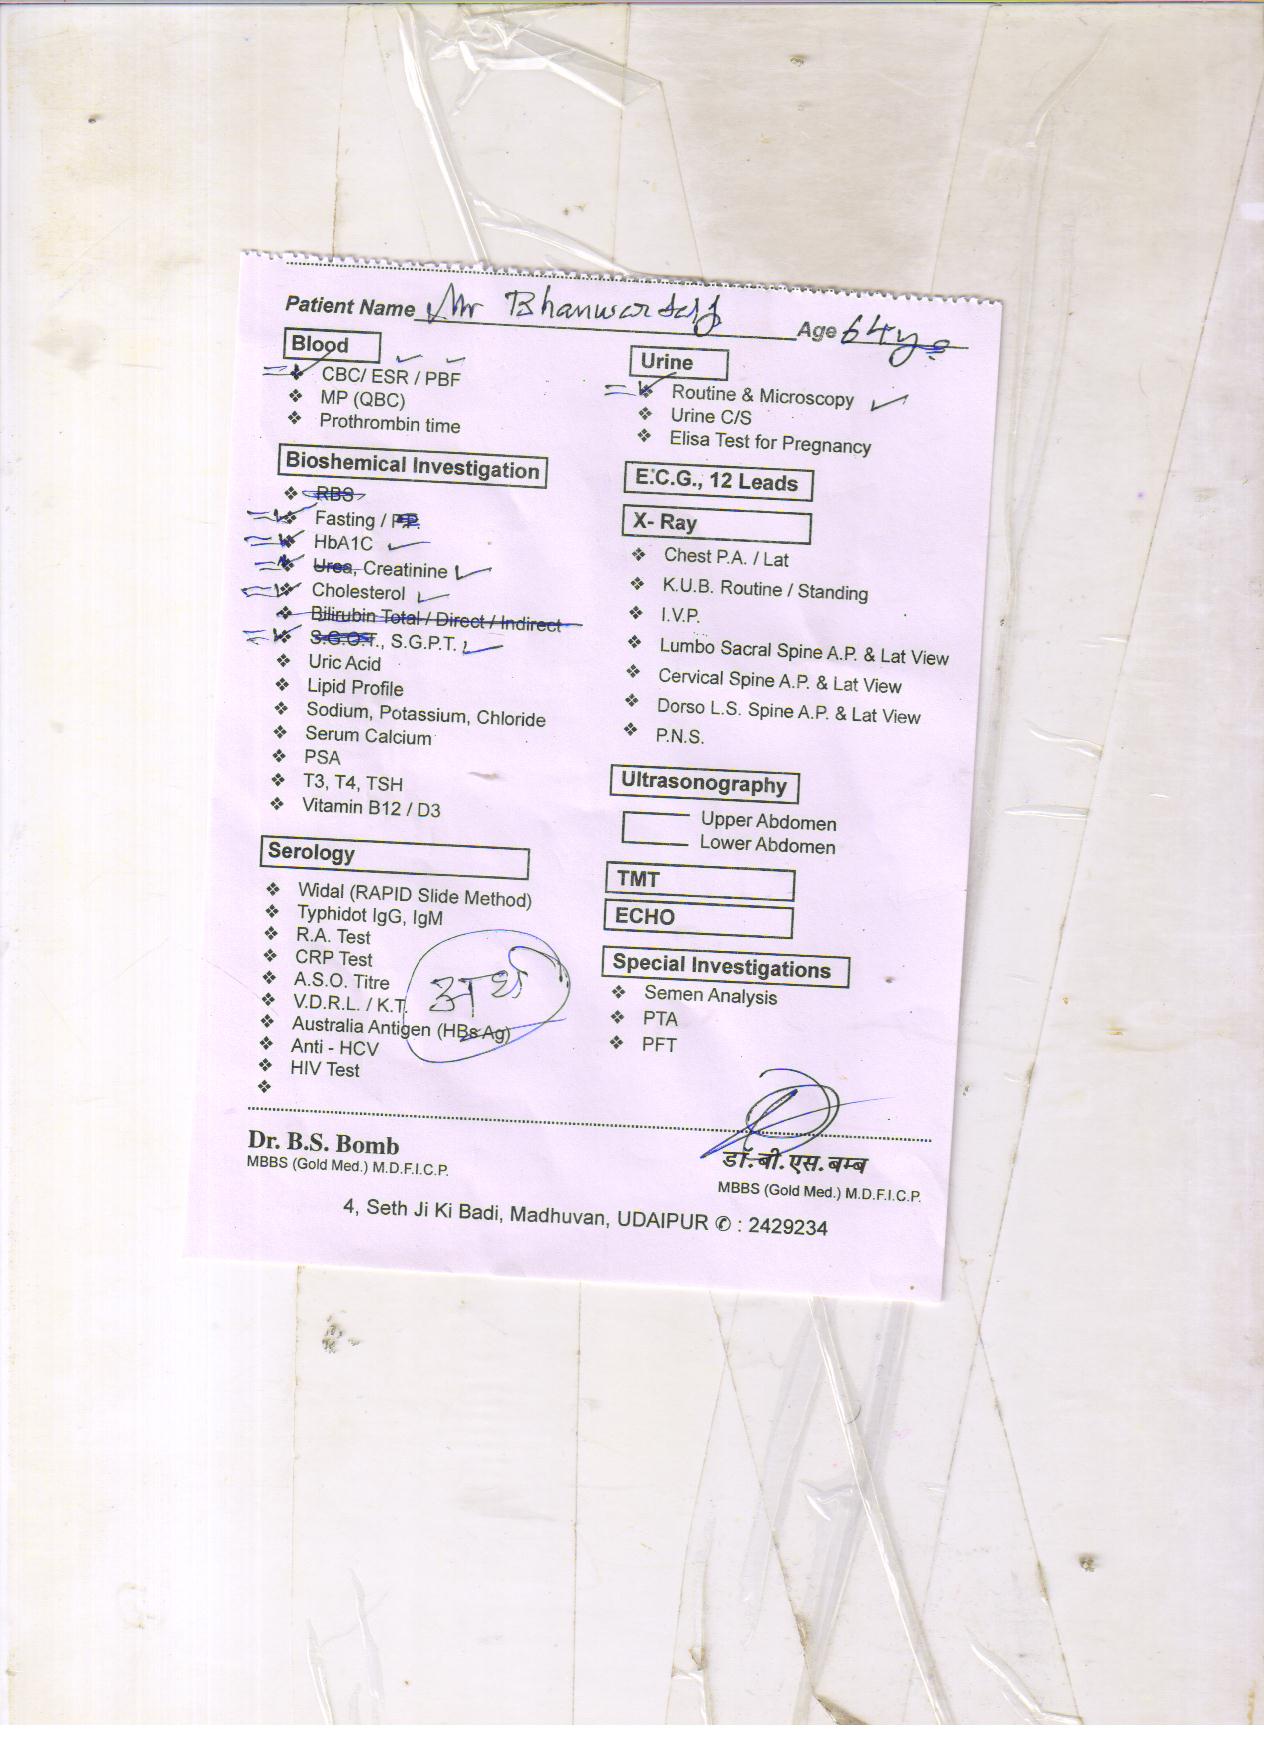 Patient Name Mr Bhanwar Age 64 yrs
Blood
CBC/ ESR / PBF
MP (QBC)
Prothrombin time
Bioshemical Investigation
RBS
Fasting / PP.
HbA1C
Urea, Creatinine
Cholesterol
Bilirubin Total / Direct / Indirect
S.G.O.T., S.G.P.T.
Uric Acid
Lipid Profile
Sodium, Potassium, Chloride
Serum Calcium
PSA
T3, T4, TSH
Vitamin B12 / D3
Serology
Widal (RAPID Slide Method)
Typhidot IgG, IgM
R.A. Test
CRP Test
A.S.O. Titre
V.D.R.L. / K.T.
Australia Antigen (HBs Ag)
Anti - HCV
HIV Test
Urine
Routine & Microscopy
Urine C/S
Elisa Test for Pregnancy
E.C.G., 12 Leads
X- Ray
Chest P.A. / Lat
K.U.B. Routine / Standing
I.V.P.
Lumbo Sacral Spine A.P. & Lat View
Cervical Spine A.P. & Lat View
Dorso L.S. Spine A.P. & Lat View
P.N.S.
Ultrasonography
Upper Abdomen
Lower Abdomen
TMT
ECHO
Special Investigations
Semen Analysis
PTA
PFT
Dr. B.S. Bomb
MBBS (Gold Med.) M.D.F.I.C.P.
डॉ. बी. एस. बम्ब
MBBS (Gold Med.) M.D.F.I.C.P.
4, Seth Ji Ki Badi, Madhuvan, UDAIPUR ✆ : 2429234